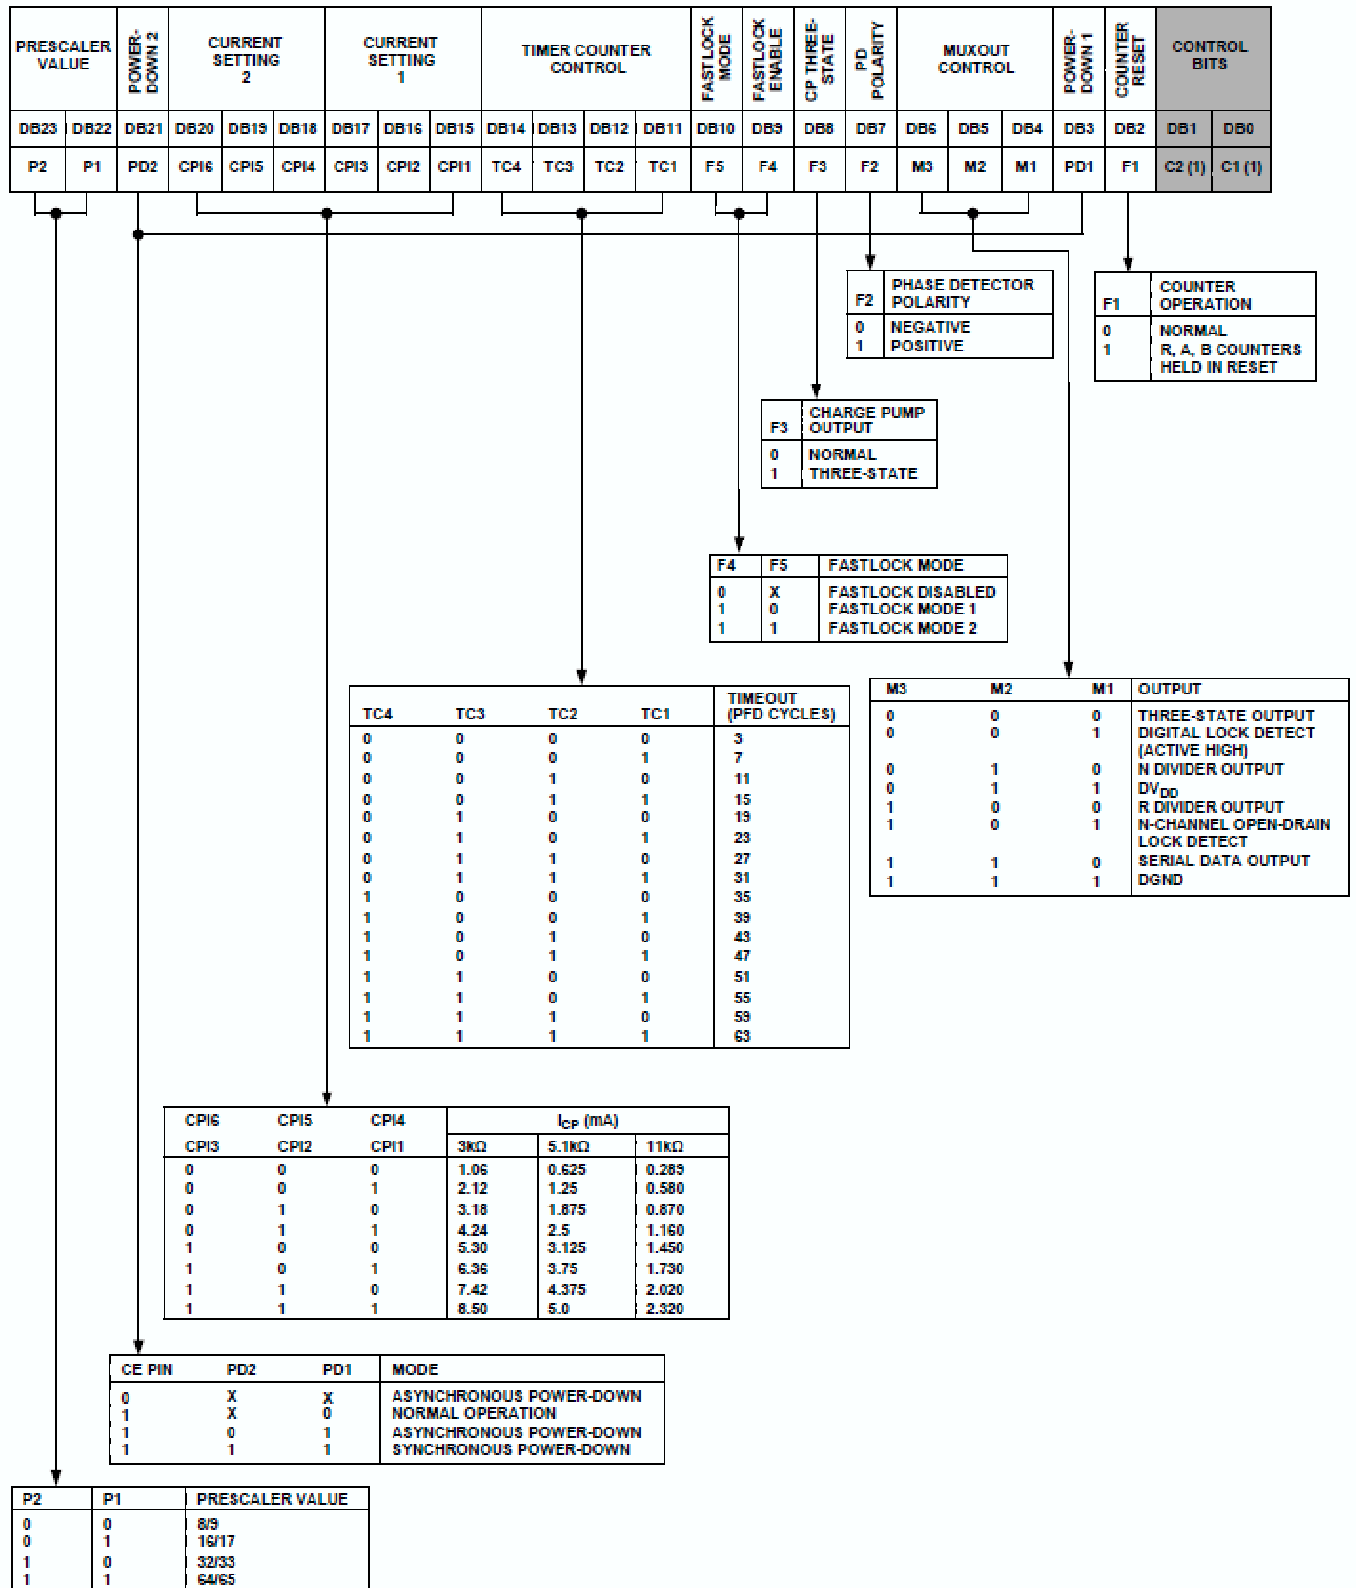 PRESCALER VALUE
POWER-DOWN 2
CURRENT SETTING 2
CURRENT SETTING 1
TIMER COUNTER CONTROL
FASTLOCK MODE
FASTLOCK ENABLE
CP THREE-STATE
PD POLARITY
MUXOUT CONTROL
POWER-DOWN 1
COUNTER RESET
CONTROL BITS
DB23 DB22 DB21 DB20 DB19 DB18 DB17 DB16 DB15 DB14 DB13 DB12 DB11 DB10 DB9 DB8 DB7 DB6 DB5 DB4 DB3 DB2 DB1 DB0
P2 P1 PD2 CPI6 CPI5 CPI4 CPI3 CPI2 CPI1 TC4 TC3 TC2 TC1 F5 F4 F3 F2 M3 M2 M1 PD1 F1 C2 (1) C1 (1)
F2 PHASE DETECTOR POLARITY
0 NEGATIVE
1 POSITIVE
F1 COUNTER OPERATION
0 NORMAL
1 R, A, B COUNTERS
HELD IN RESET
F3 CHARGE PUMP OUTPUT
0 NORMAL
1 THREE-STATE
F4 F5 FASTLOCK MODE
0 X FASTLOCK DISABLED
1 0 FASTLOCK MODE 1
1 1 FASTLOCK MODE 2
TC4 TC3 TC2 TC1 TIMEOUT (PFD CYCLES)
0 0 0 0 3
0 0 0 1 7
0 0 1 0 11
0 0 1 1 15
0 1 0 0 19
0 1 0 1 23
0 1 1 0 27
0 1 1 1 31
1 0 0 0 35
1 0 0 1 39
1 0 1 0 43
1 0 1 1 47
1 1 0 0 51
1 1 0 1 55
1 1 1 0 59
1 1 1 1 63
M3 M2 M1 OUTPUT
0 0 0 THREE-STATE OUTPUT
0 0 1 DIGITAL LOCK DETECT
(ACTIVE HIGH)
0 1 0 N DIVIDER OUTPUT
0 1 1 DVDD
1 0 0 R DIVIDER OUTPUT
1 0 1 N-CHANNEL OPEN-DRAIN
LOCK DETECT
1 1 0 SERIAL DATA OUTPUT
1 1 1 DGND
CPI6 CPI5 CPI4 ICP (mA)
CPI3 CPI2 CPI1 3kΩ 5.1kΩ 11kΩ
0 0 0 1.06 0.625 0.289
0 0 1 2.12 1.25 0.580
0 1 0 3.18 1.875 0.870
0 1 1 4.24 2.5 1.160
1 0 0 5.30 3.125 1.450
1 0 1 6.36 3.75 1.730
1 1 0 7.42 4.375 2.020
1 1 1 8.50 5.0 2.320
CE PIN PD2 PD1 MODE
0 X X ASYNCHRONOUS POWER-DOWN
1 X 0 NORMAL OPERATION
1 0 1 ASYNCHRONOUS POWER-DOWN
1 1 1 SYNCHRONOUS POWER-DOWN
P2 P1 PRESCALER VALUE
0 0 8/9
0 1 16/17
1 0 32/33
1 1 64/65